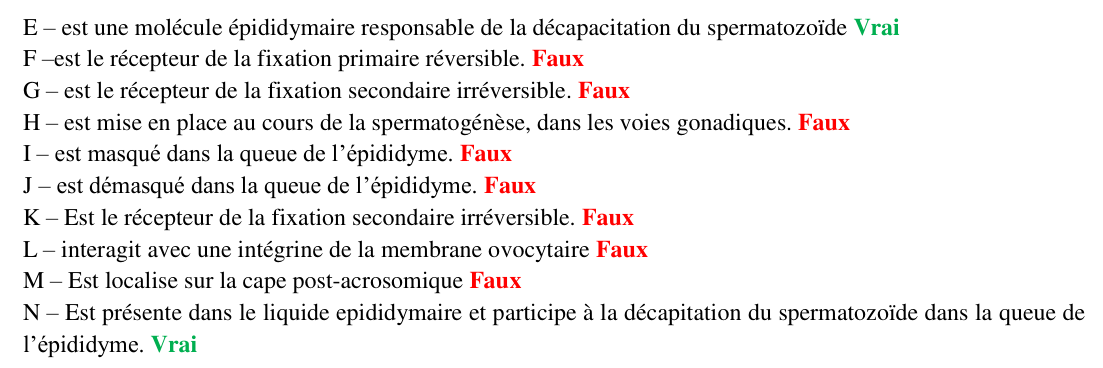 E – est une molécule épididymaire responsable de la décapacitation du spermatozoïde Vrai
F –est le récepteur de la fixation primaire réversible. Faux
G – est le récepteur de la fixation secondaire irréversible. Faux
H – est mise en place au cours de la spermatogénèse, dans les voies gonadiques. Faux
I – est masqué dans la queue de l’épididyme. Faux
J – est démasqué dans la queue de l’épididyme. Faux
K – Est le récepteur de la fixation secondaire irréversible. Faux
L – interagit avec une intégrine de la membrane ovocytaire Faux
M – Est localise sur la cape post-acrosomique Faux
N – Est présente dans le liquide epididymaire et participe à la décapitation du spermatozoïde dans la queue de
l’épididyme. Vrai